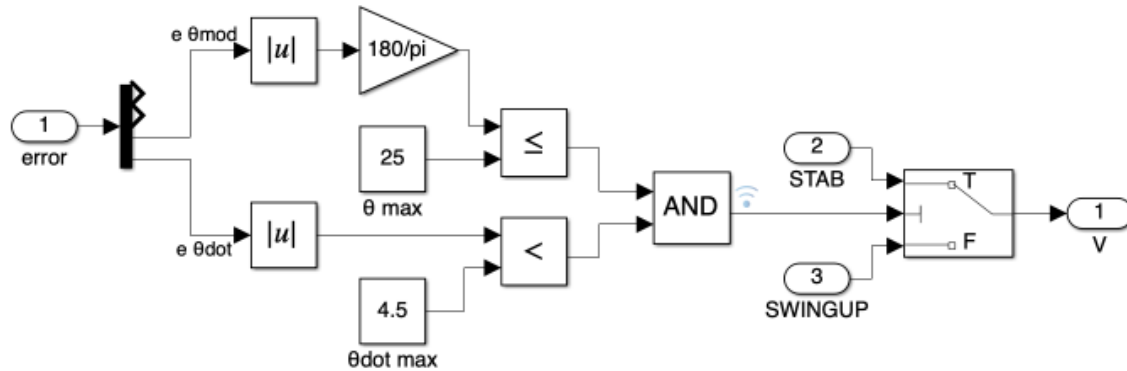 e θmod
|u|
180/pi
1
error
25
θ max
≤
AND
2
STAB
T
F
1
V
e θdot
|u|
<
3
SWINGUP
4.5
θdot max